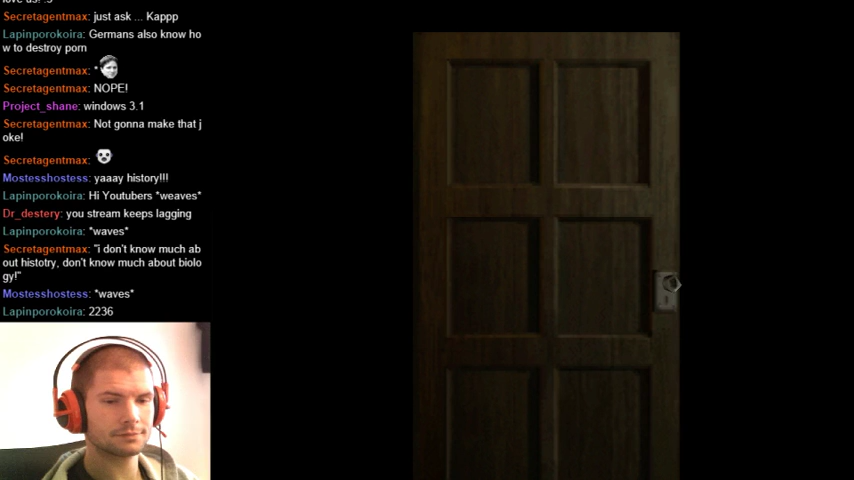 Secretagentmax: just ask ... Kappp
Lapinporokoira: Germans also know ho
w to destroy porn
Secretagentmax: *
Secretagentmax: NOPE!
Project_shane: windows 3.1
Secretagentmax: Not gonna make that j
oke!
Secretagentmax:
Mostesshostess: yaaay history!!!
Lapinporokoira: Hi Youtubers *weaves*
Dr_destery: you stream keeps lagging
Lapinporokoira: *waves*
Secretagentmax: "i don't know much ab
out histotry, don't know much about biolo
gy!"
Mostesshostess: *waves*
Lapinporokoira: 2236